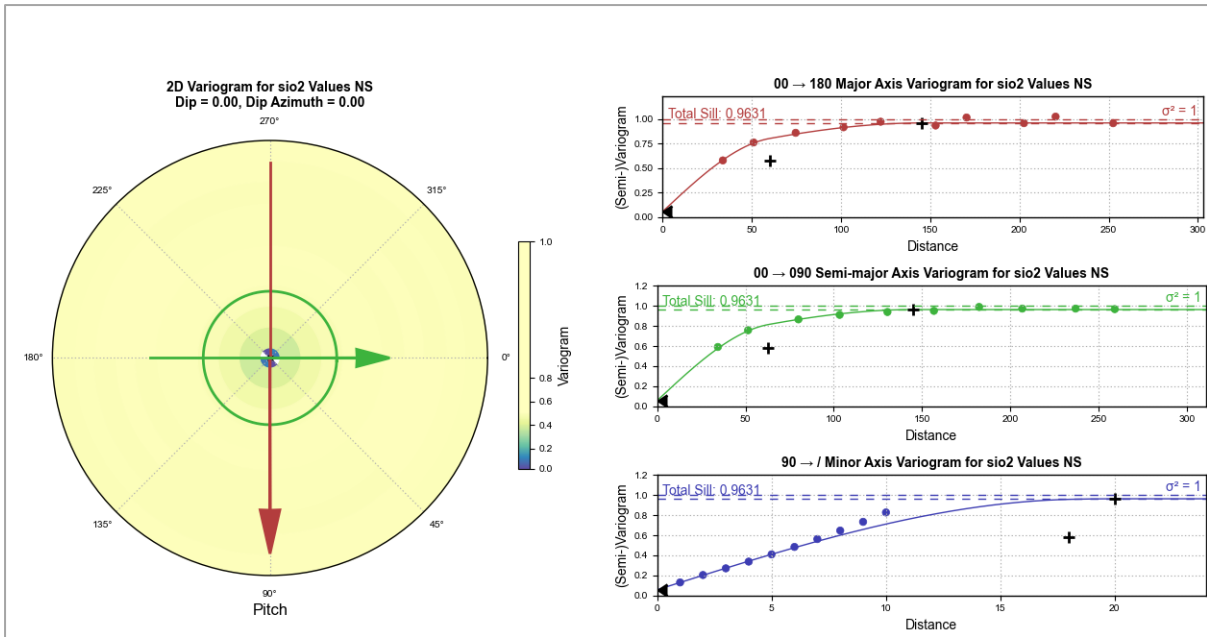 2D Variogram for sio2 Values NS
Dip = 0.00, Dip Azimuth = 0.00
270°
225°
315°
180°
0°
135°
45°
90°
Pitch
1.0
0.8
0.6
0.4
0.2
0.0
Variogram
00 → 180 Major Axis Variogram for sio2 Values NS
Total Sill: 0.9631
σ² = 1
1.00
0.75
0.50
0.25
0.00
(Semi-)Variogram
0 50 100 150 200 250 300
Distance
00 → 090 Semi-major Axis Variogram for sio2 Values NS
Total Sill: 0.9631
σ² = 1
1.2
1.0
0.8
0.6
0.4
0.2
0.0
(Semi-)Variogram
0 50 100 150 200 250 300
Distance
90 → / Minor Axis Variogram for sio2 Values NS
Total Sill: 0.9631
σ² = 1
1.2
1.0
0.8
0.6
0.4
0.2
0.0
(Semi-)Variogram
0 5 10 15 20
Distance